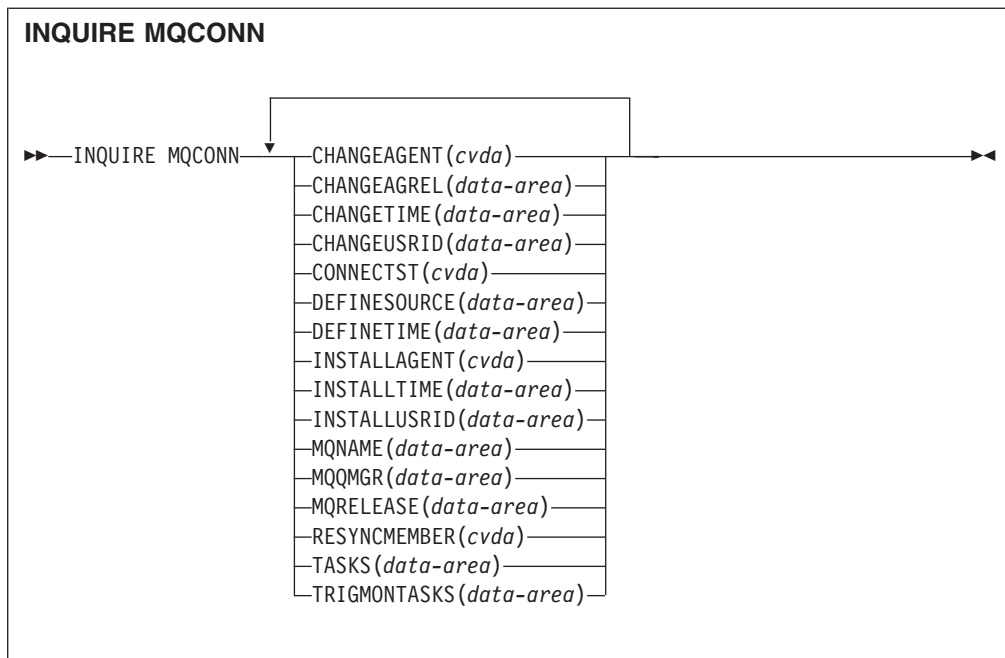 INQUIRE MQCONN
INQUIRE MQCONN CHANGEAGENT(cvda)
CHANGEAGREL(data-area)
CHANGETIME(data-area)
CHANGEUSRID(data-area)
CONNECTST(cvda)
DEFINESOURCE(data-area)
DEFINETIME(data-area)
INSTALLAGENT(cvda)
INSTALLTIME(data-area)
INSTALLUSRID(data-area)
MQNAME(data-area)
MQQMGR(data-area)
MQRELEASE(data-area)
RESYNCMEMBER(cvda)
TASKS(data-area)
TRIGMONTASKS(data-area)